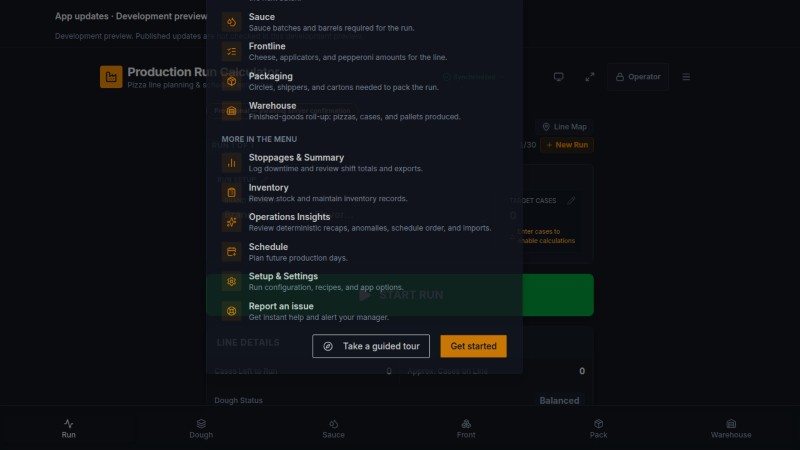 App updates · Development preview
Development preview. Published updates a
Sauce
Sauce batches and barrels required for the run.
Frontline
Cheese, applicators, and pepperoni amounts for the line.
Production Run Calculator
Pizza line planning & s
Packaging
Circles, shippers, and cartons needed to pack the run.
Operator
Warehouse
Finished-goods roll-up: pizzas, cases, and pallets produced.
Line Map
MORE IN THE MENU
/30
+ New Run
Stoppages & Summary
Log downtime and review shift totals and exports.
Inventory
Review stock and maintain inventory records.
GET CASES
Operations Insights
Review deterministic recaps, anomalies, schedule order, and imports.
0
nter cases to
nable calculations
Schedule
Plan future production days.
Setup & Settings
Run configuration, recipes, and app options.
START RUN
Report an issue
Get instant help and alert your manager.
LINE DETAILS
Take a guided tour
Get started
Cases Left to Run
0
Approx. Cases on Line
0
Dough Status
Balanced
Run
Dough
Sauce
Front
Pack
Warehouse